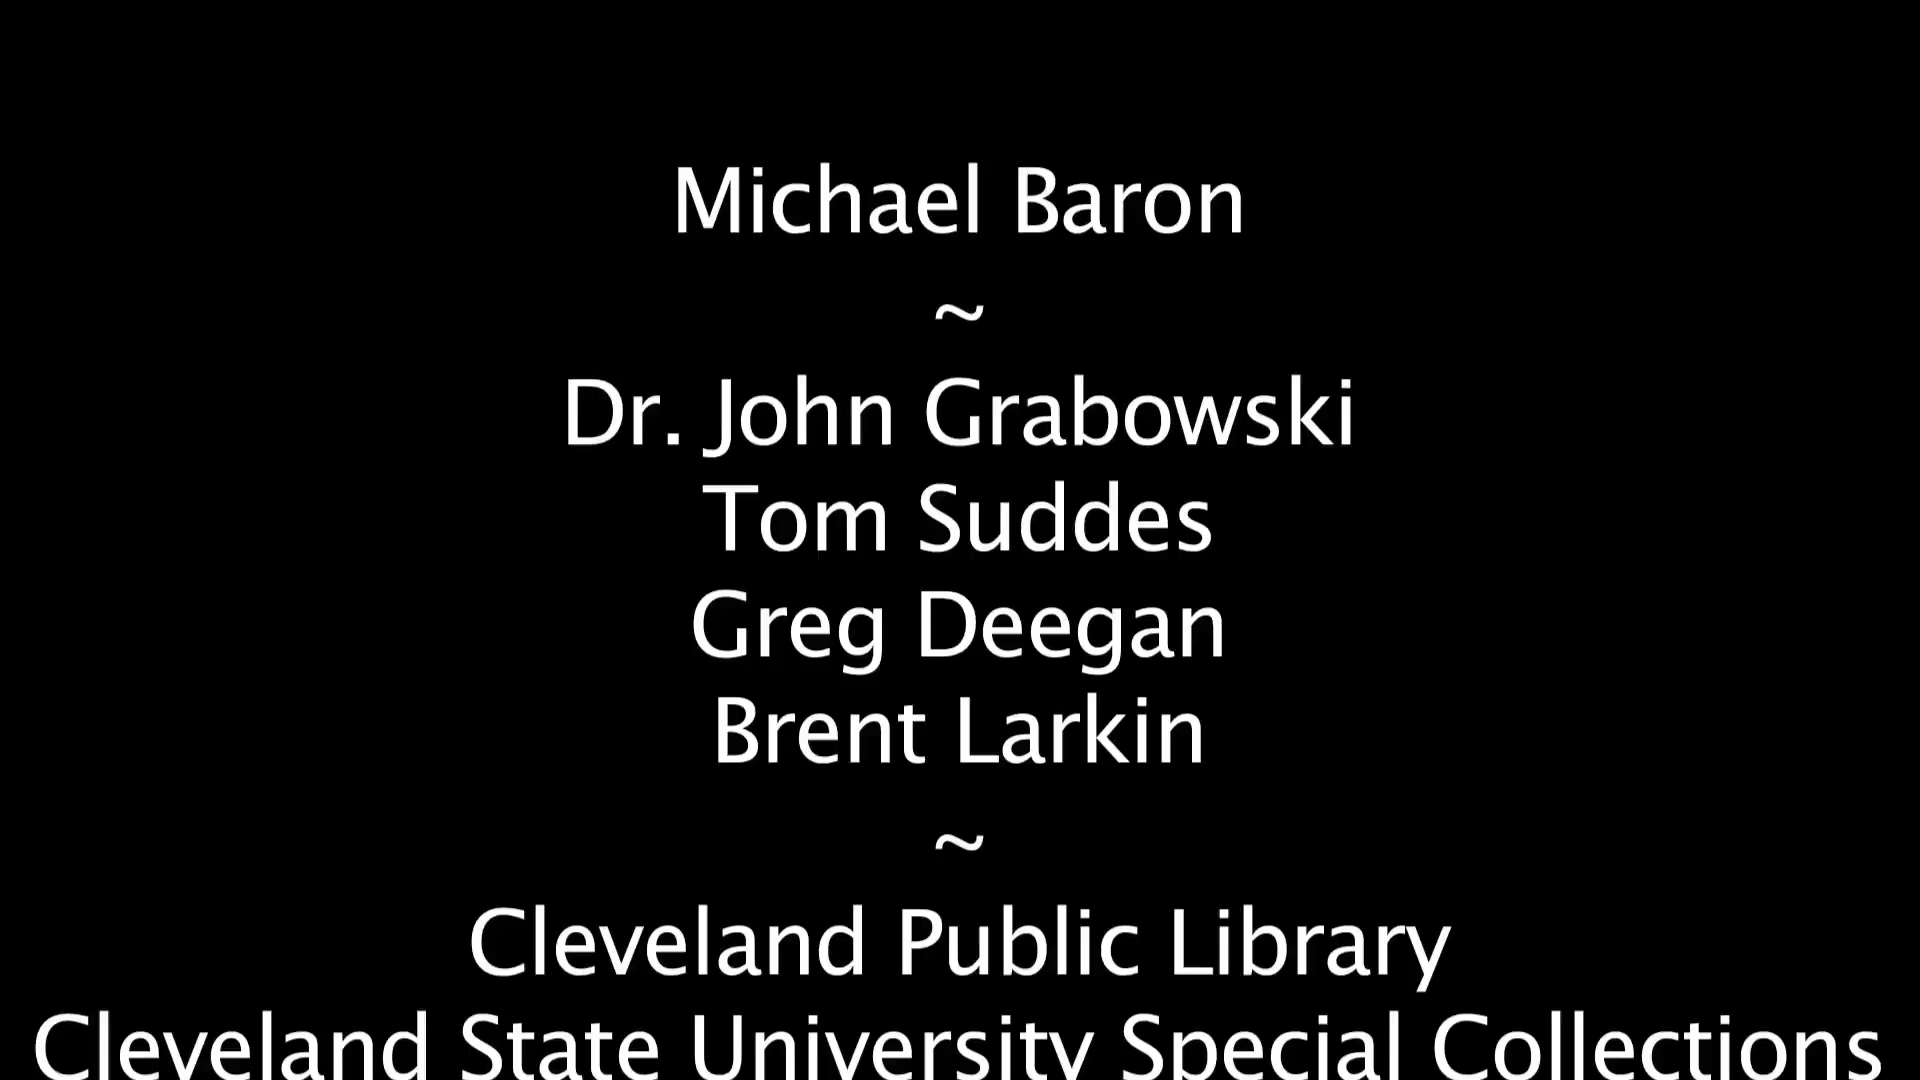 Michael Baron
~
Dr. John Grabowski
Tom Suddes
Greg Deegan
Brent Larkin
~
Cleveland Public Library
Cleveland State University Special Collections